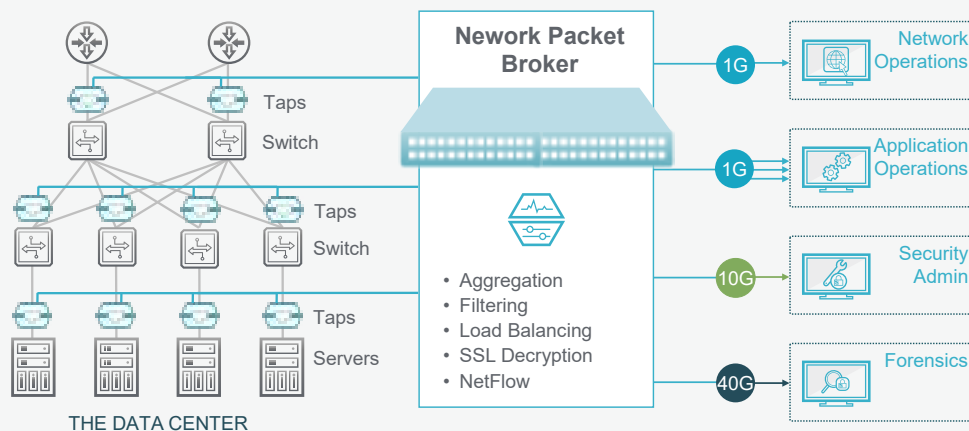 Taps
Switch
Taps
Switch
Taps
Servers
THE DATA CENTER
Nework Packet
Broker
• Aggregation
• Filtering
• Load Balancing
• SSL Decryption
• NetFlow
1G
Network
Operations
1G
Application
Operations
10G
Security
Admin
40G
Forensics